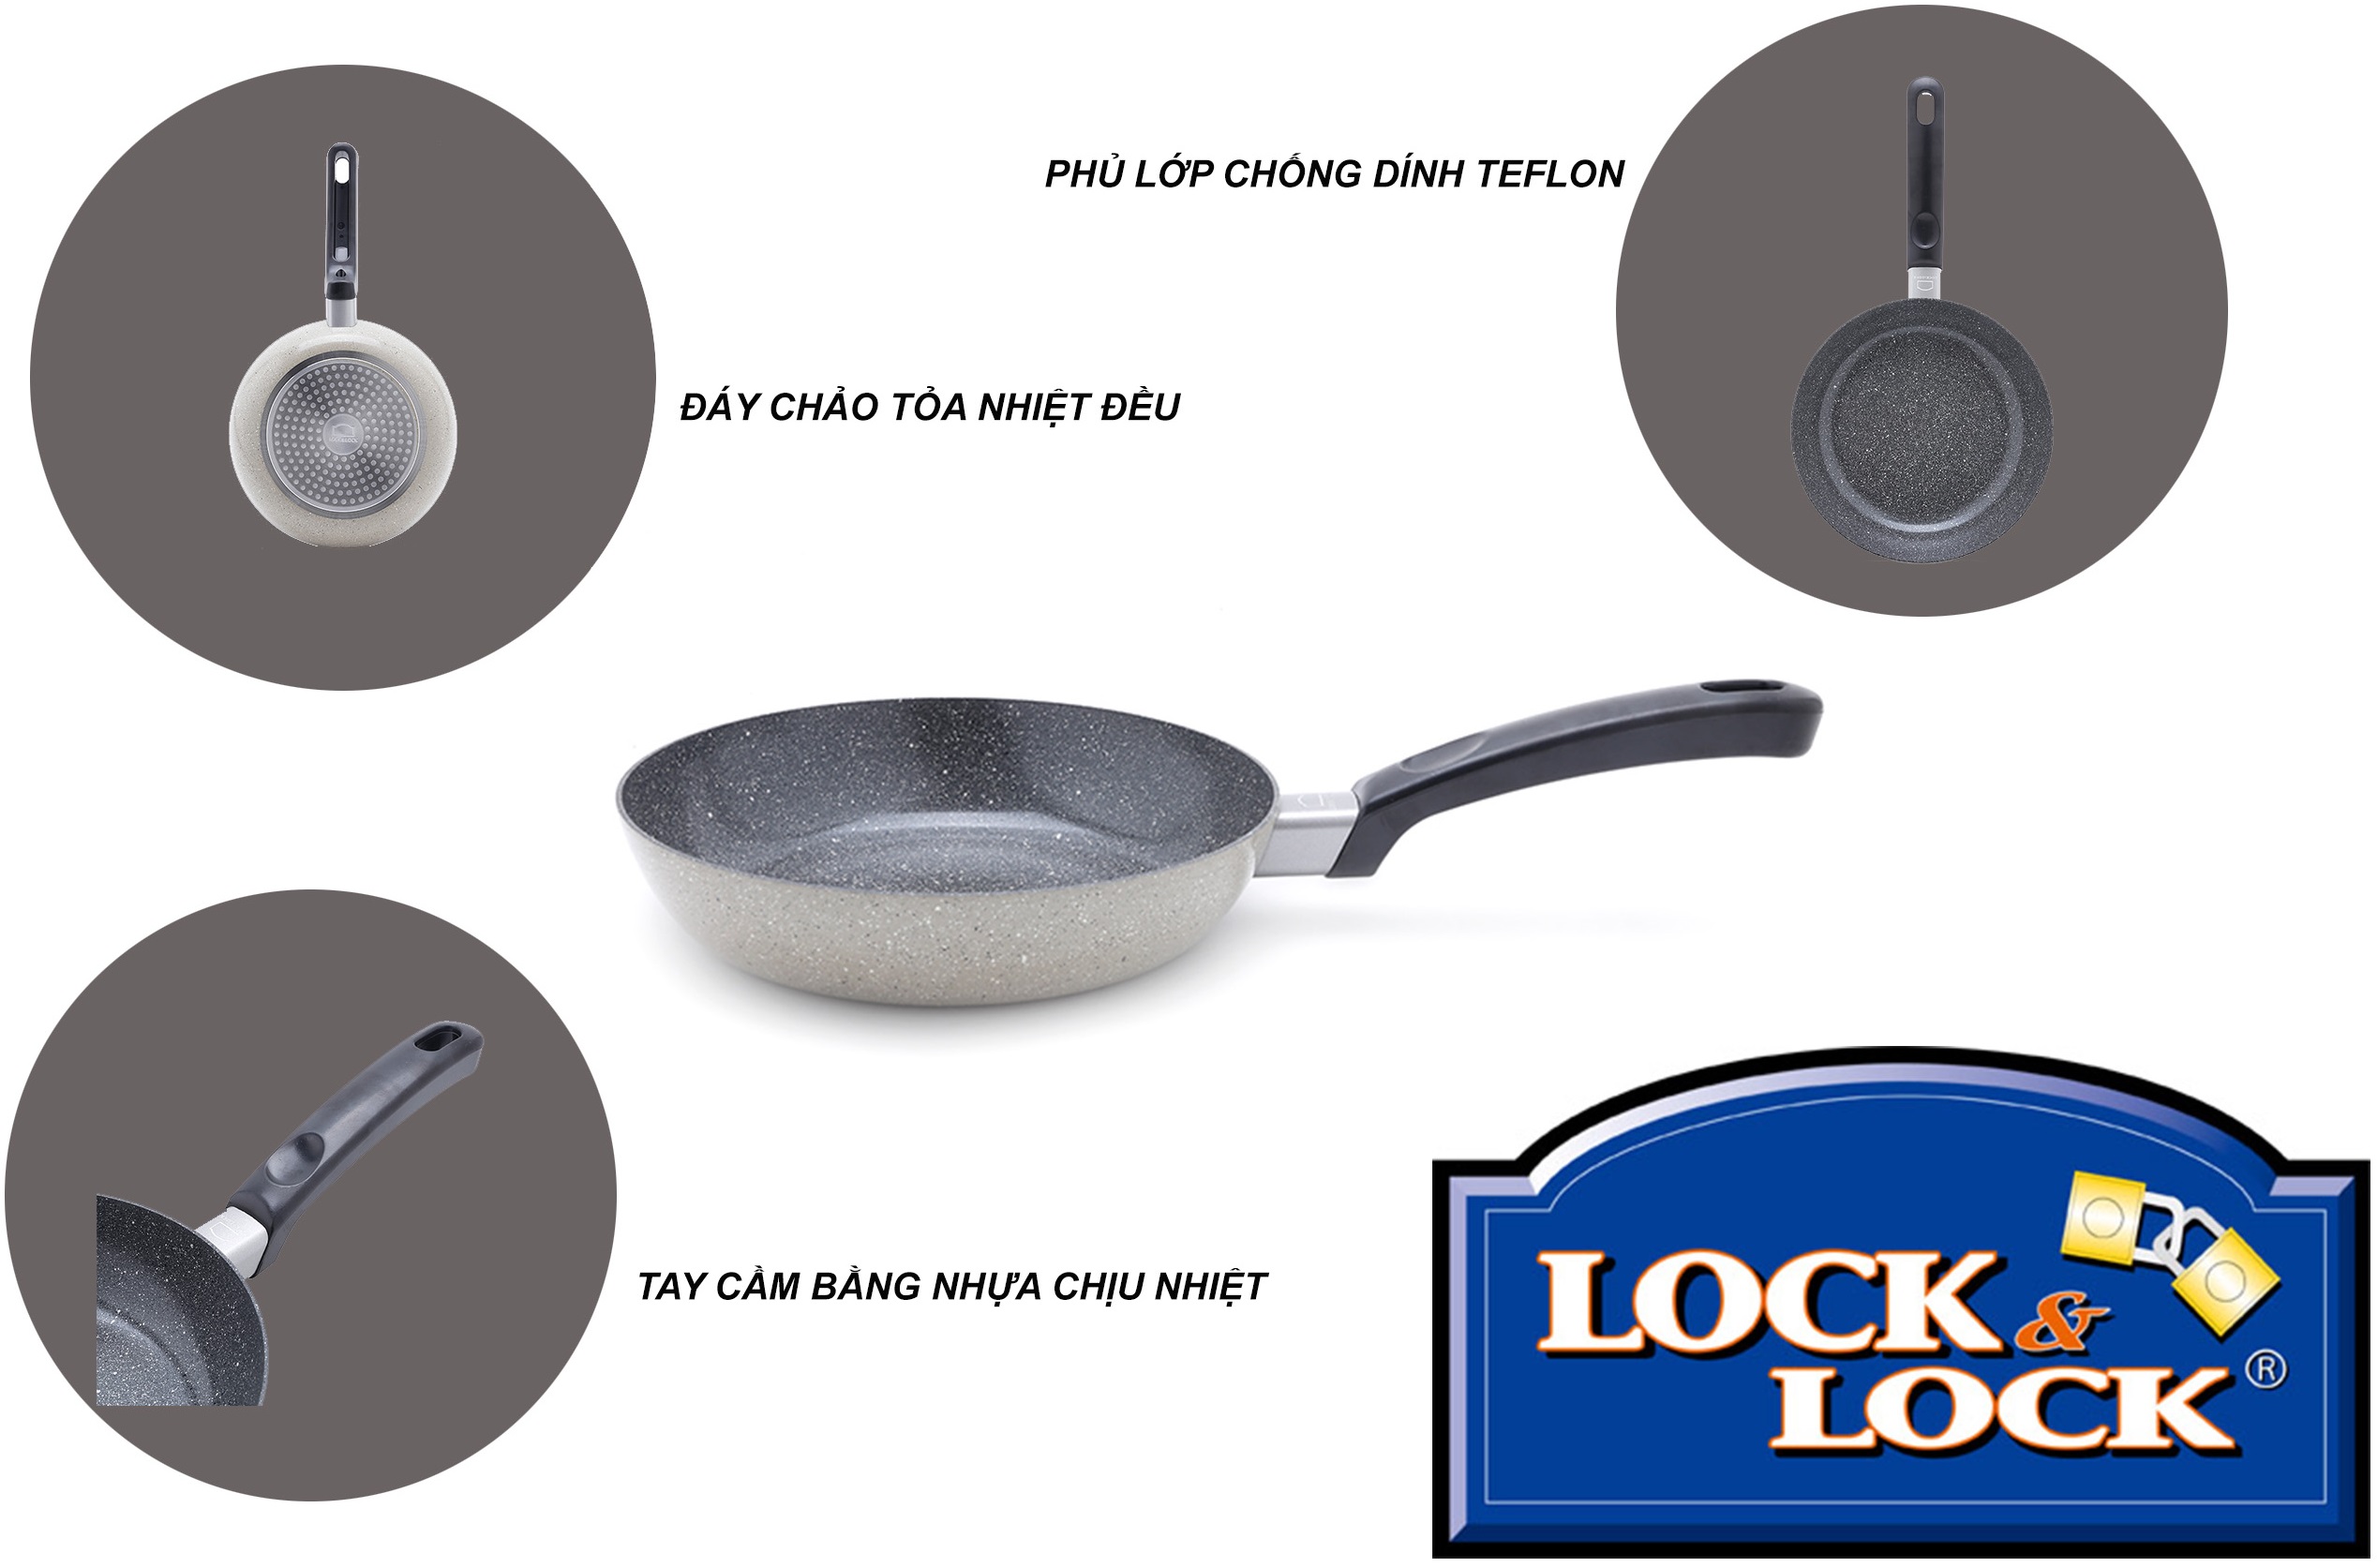 PHỦ LỚP CHỐNG DÍNH TEFLON
ĐÁY CHẢO TỎA NHIỆT ĐỀU
TAY CẦM BẰNG NHỰA CHỊU NHIỆT
LOCK &
LOCK ®